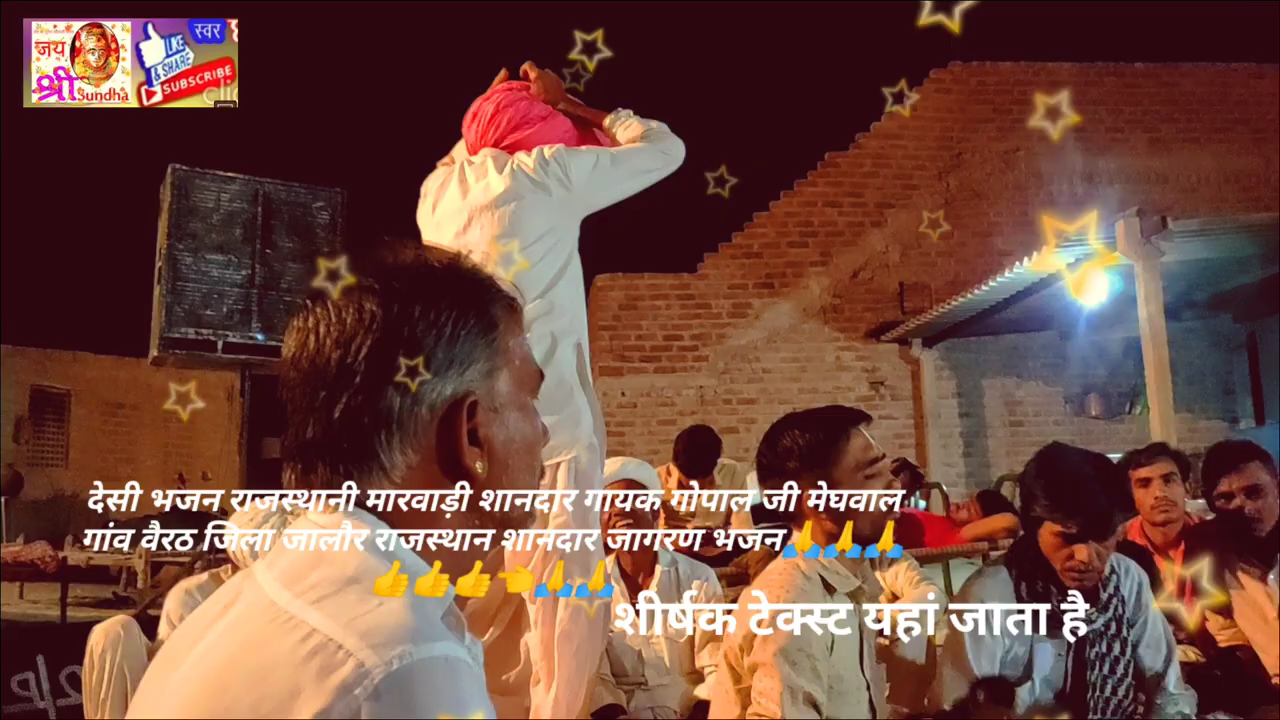 जय
श्री
Sundha
स्वर
LIKE
& SHARE
SUBSCRIBE
देसी भजन राजस्थानी मारवाड़ी शानदार गायक गोपाल जी मेघवाल
गांव वैरठ जिला जालौर राजस्थान शानदार जागरण भजन🙏🙏🙏
👍👍👍👈🙏🙏
शीर्षक टेक्स्ट यहां जाता है